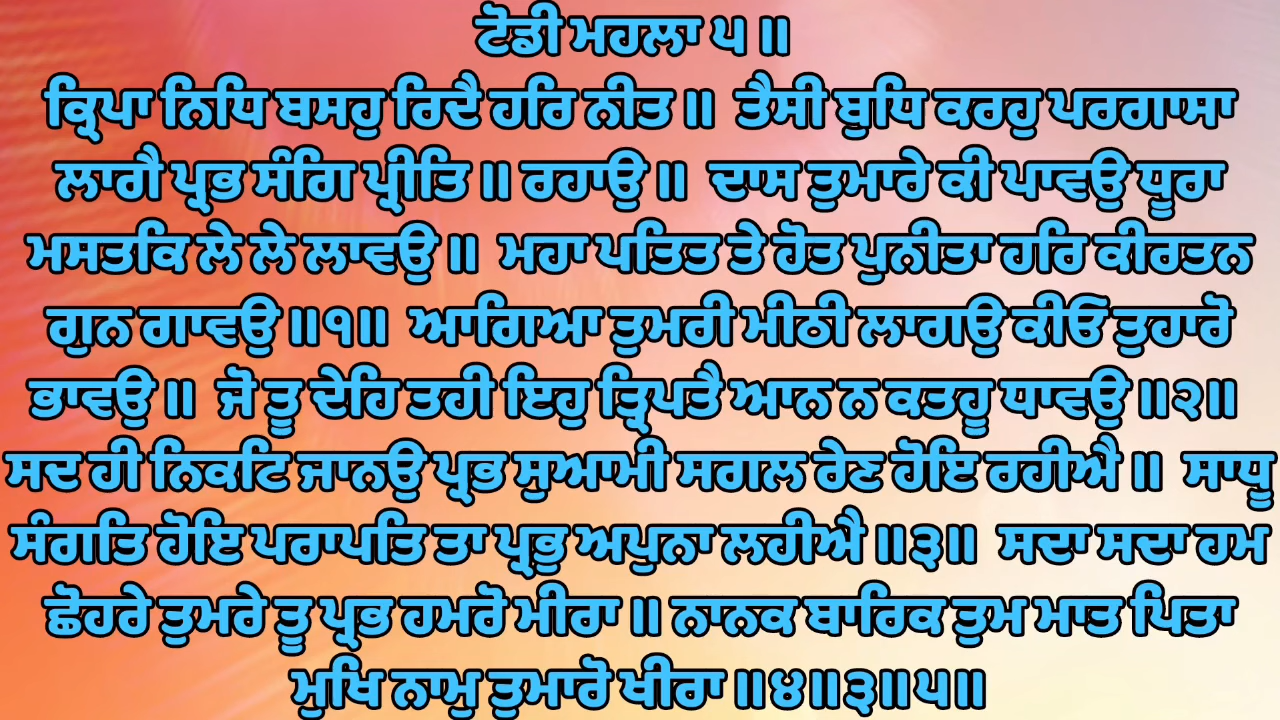 ਟੋਡੀ ਮਹਲਾ ੫ ॥
ਕ੍ਰਿਪਾ ਨਿਧਿ ਬਸਹੁ ਰਿਦੈ ਹਰਿ ਨੀਤ ॥ ਤੈਸੀ ਬੁਧਿ ਕਰਹੁ ਪਰਗਾਸਾ
ਲਾਗੈ ਪ੍ਰਭ ਸੰਗਿ ਪ੍ਰੀਤਿ ॥ ਰਹਾਉ ॥ ਦਾਸ ਤੁਮਾਰੇ ਕੀ ਪਾਵਉ ਧੂਰਾ
ਮਸਤਕਿ ਲੇ ਲੇ ਲਾਵਉ ॥ ਮਹਾ ਪਤਿਤ ਤੇ ਹੋਤ ਪੁਨੀਤਾ ਹਰਿ ਕੀਰਤਨ
ਗੁਨ ਗਾਵਉ ॥੧॥ ਆਗਿਆ ਤੁਮਰੀ ਮੀਠੀ ਲਾਗਉ ਕੀਓ ਤੁਹਾਰੋ
ਭਾਵਉ ॥ ਜੋ ਤੂ ਦੇਹਿ ਤਹੀ ਇਹੁ ਤ੍ਰਿਪਤੈ ਆਨ ਨ ਕਤਹੂ ਧਾਵਉ ॥੨॥
ਸਦ ਹੀ ਨਿਕਟਿ ਜਾਨਉ ਪ੍ਰਭ ਸੁਆਮੀ ਸਗਲ ਰੇਣ ਹੋਇ ਰਹੀਐ ॥ ਸਾਧੂ
ਸੰਗਤਿ ਹੋਇ ਪਰਾਪਤਿ ਤਾ ਪ੍ਰਭੁ ਅਪੁਨਾ ਲਹੀਐ ॥੩॥ ਸਦਾ ਸਦਾ ਹਮ
ਛੋਹਰੇ ਤੁਮਰੇ ਤੂ ਪ੍ਰਭ ਹਮਰੋ ਮੀਰਾ ॥ ਨਾਨਕ ਬਾਰਿਕ ਤੁਮ ਮਾਤ ਪਿਤਾ
ਮੁਖਿ ਨਾਮੁ ਤੁਮਾਰੋ ਖੀਰਾ ॥੪॥੩॥੫॥